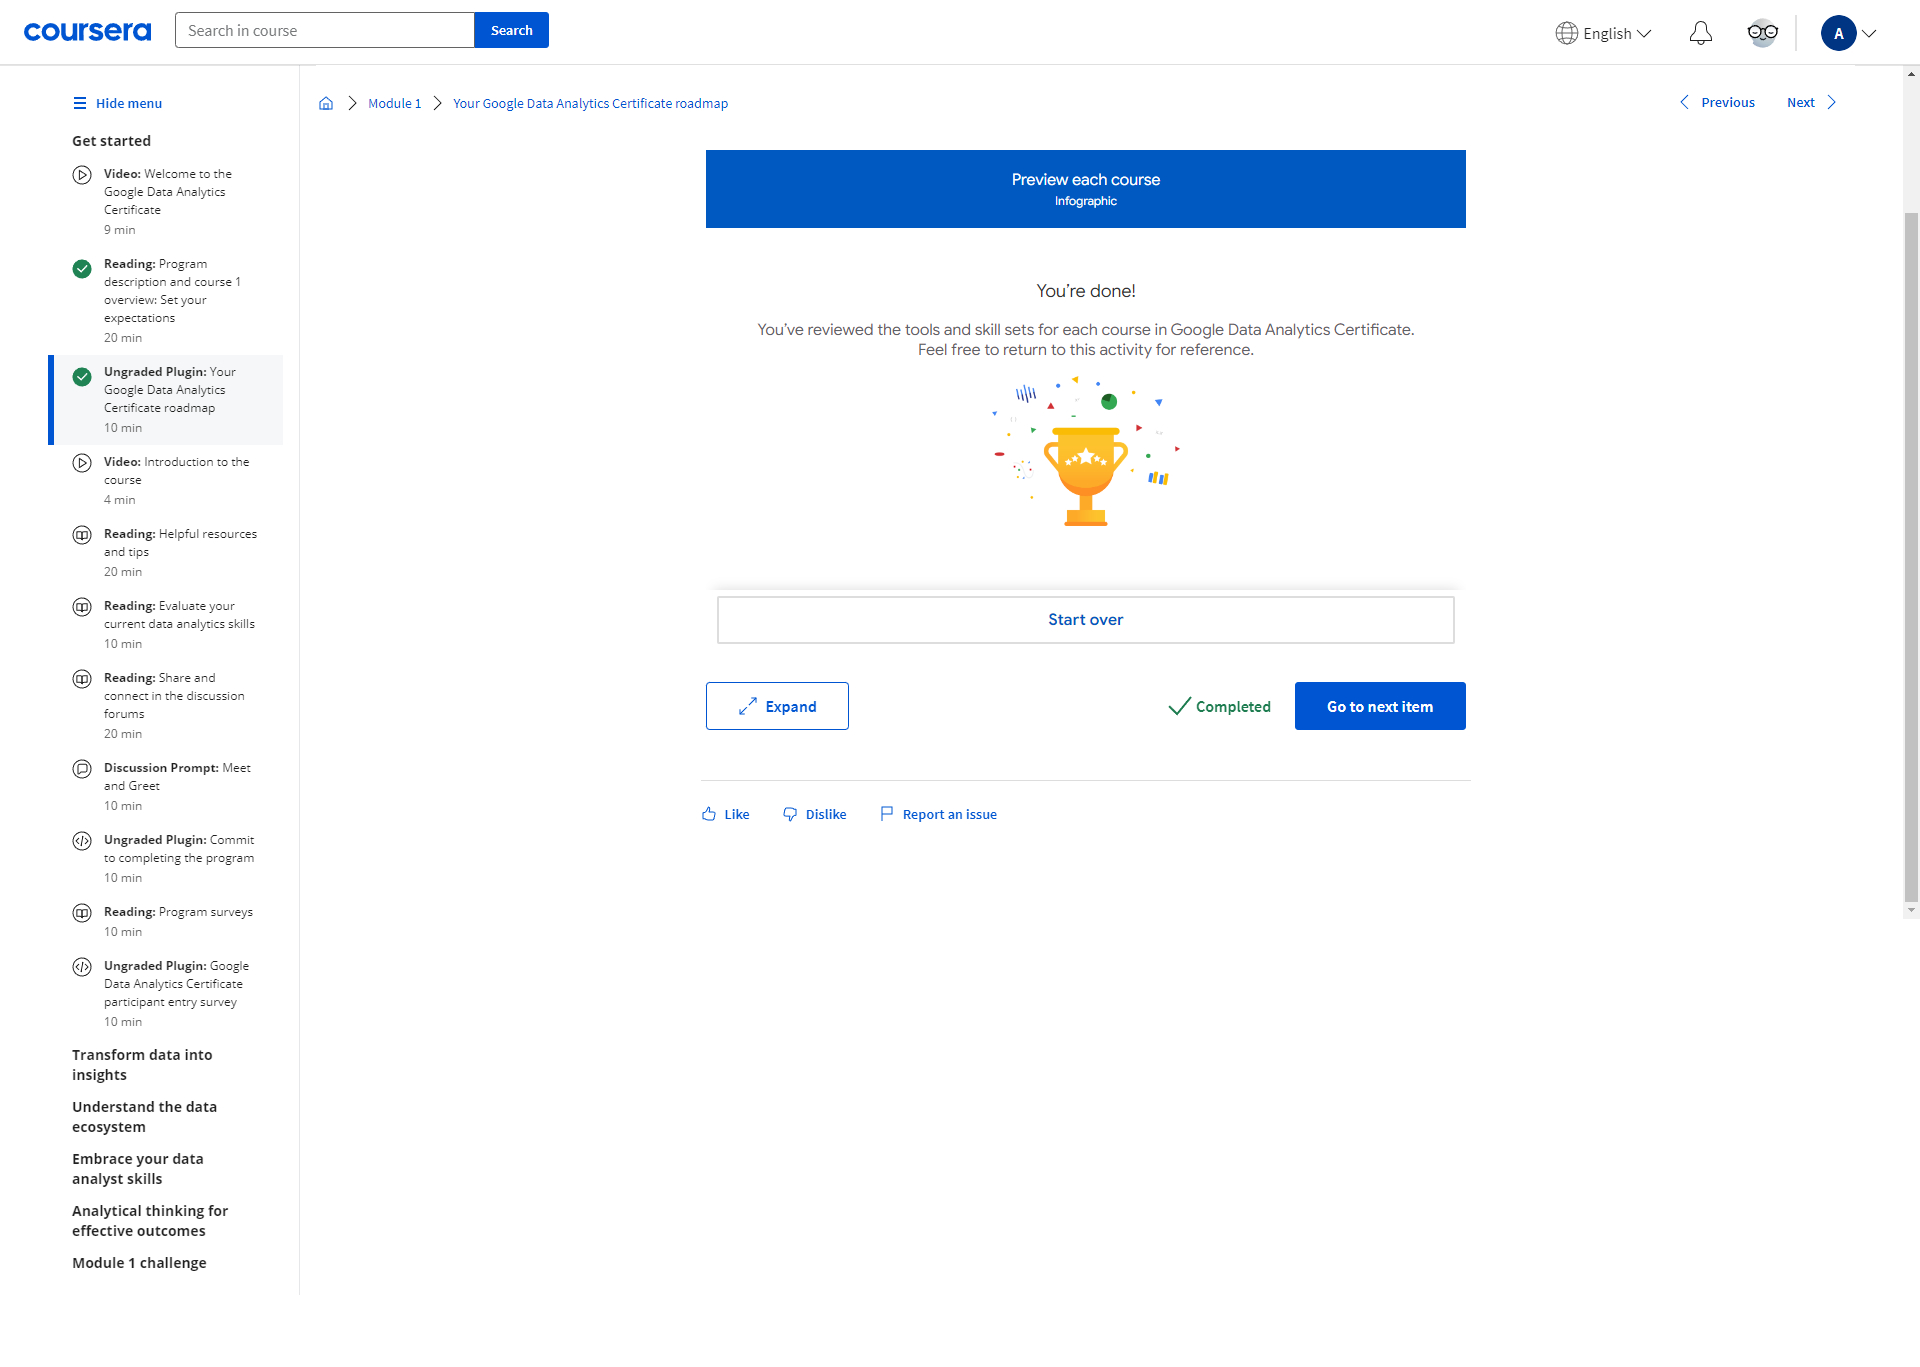 coursera
Search in course
Search
English
A
Hide menu
Get started
Video: Welcome to the
Google Data Analytics
Certificate
9 min
Reading: Program
description and course 1
overview: Set your
expectations
20 min
Ungraded Plugin: Your
Google Data Analytics
Certificate roadmap
10 min
Video: Introduction to the
course
4 min
Reading: Helpful resources
and tips
20 min
Reading: Evaluate your
current data analytics skills
10 min
Reading: Share and
connect in the discussion
forums
20 min
Discussion Prompt: Meet
and Greet
10 min
Ungraded Plugin: Commit
to completing the program
10 min
Reading: Program surveys
10 min
Ungraded Plugin: Google
Data Analytics Certificate
participant entry survey
10 min
Transform data into
insights
Understand the data
ecosystem
Embrace your data
analyst skills
Analytical thinking for
effective outcomes
Module 1 challenge
Module 1
Your Google Data Analytics Certificate roadmap
Previous
Next
Preview each course
Infographic
You’re done!
You’ve reviewed the tools and skill sets for each course in Google Data Analytics Certificate.
Feel free to return to this activity for reference.
Start over
Expand
Completed
Go to next item
Like
Dislike
Report an issue